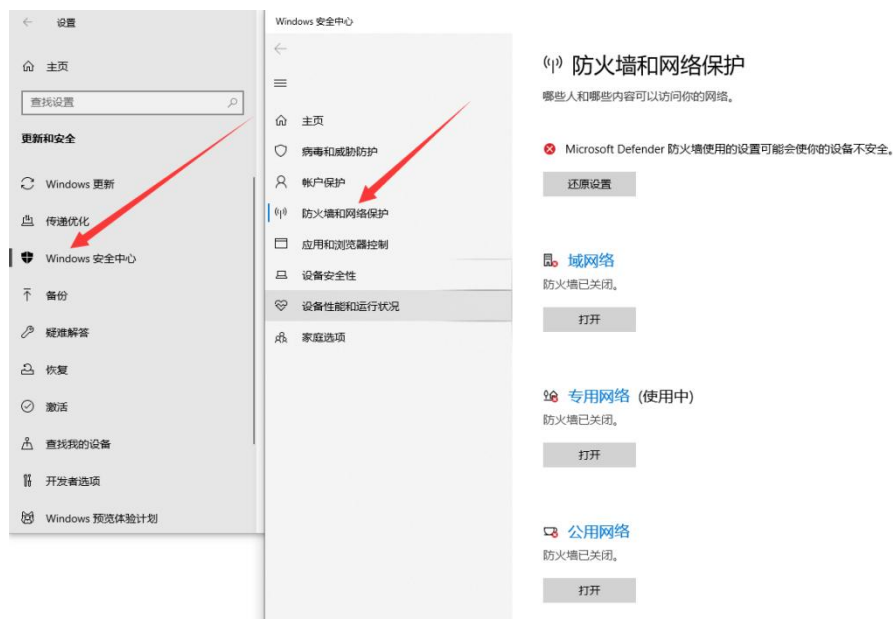 设置
主页
查找设置
更新和安全
Windows 更新
传递优化
Windows 安全中心
备份
疑难解答
恢复
激活
查找我的设备
开发者选项
Windows 预览体验计划
Windows 安全中心
主页
病毒和威胁防护
帐户保护
防火墙和网络保护
应用和浏览器控制
设备安全性
设备性能和运行状况
家庭选项
防火墙和网络保护
哪些人和哪些内容可以访问你的网络。
Microsoft Defender 防火墙使用的设置可能会使你的设备不安全。
还原设置
域网络
防火墙已关闭。
打开
专用网络 (使用中)
防火墙已关闭。
打开
公用网络
防火墙已关闭。
打开